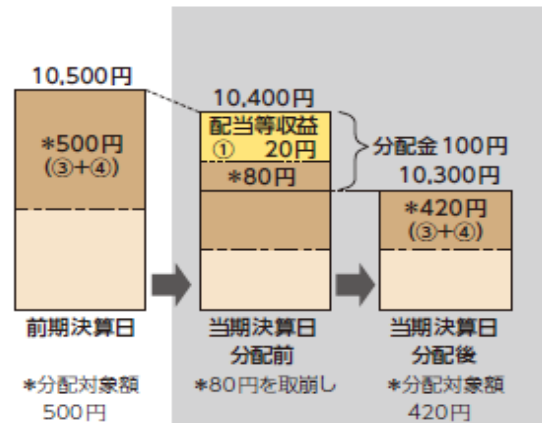 10,500円
*500円
(③+④)
前期決算日
*分配対象額
500円
10,400円
配当等収益
① 20円
*80円
当期決算日
分配前
*80円を取崩し
分配金100円
10,300円
*420円
(③+④)
当期決算日
分配後
*分配対象額
420円